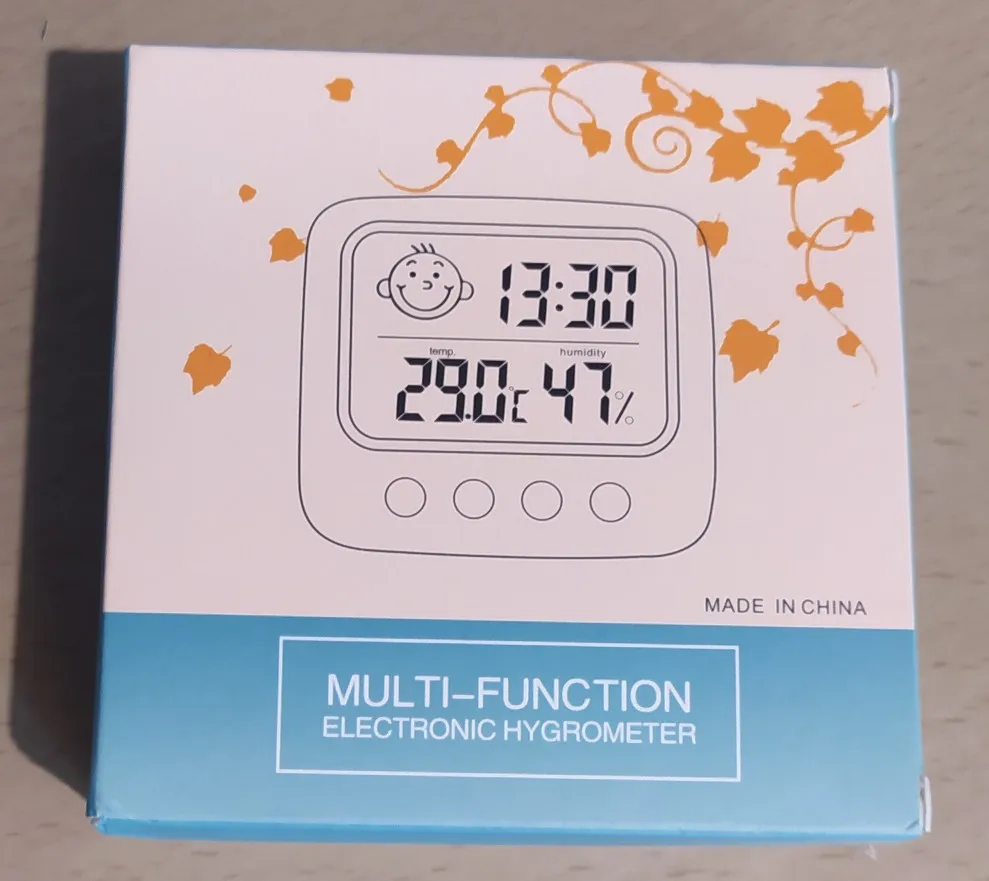 13:30
temp. humidity
29.0℃ 47%
MADE IN CHINA
MULTI-FUNCTION
ELECTRONIC HYGROMETER